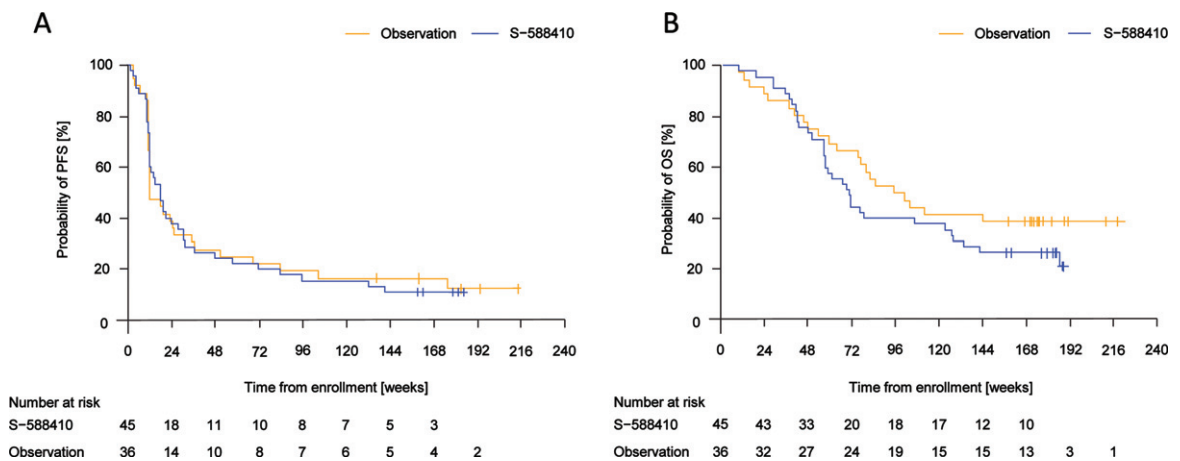 A
Observation S-588410
Probability of PFS [%]
100
80
60
40
20
0
0 24 48 72 96 120 144 168 192 216 240
Time from enrollment [weeks]
Number at risk
S-588410 45 18 11 10 8 7 5 3
Observation 36 14 10 8 7 6 5 4 2
B
Observation S-588410
Probability of OS [%]
100
80
60
40
20
0
0 24 48 72 96 120 144 168 192 216 240
Time from enrollment [weeks]
Number at risk
S-588410 45 43 33 20 18 17 12 10
Observation 36 32 27 24 19 15 15 13 3 1